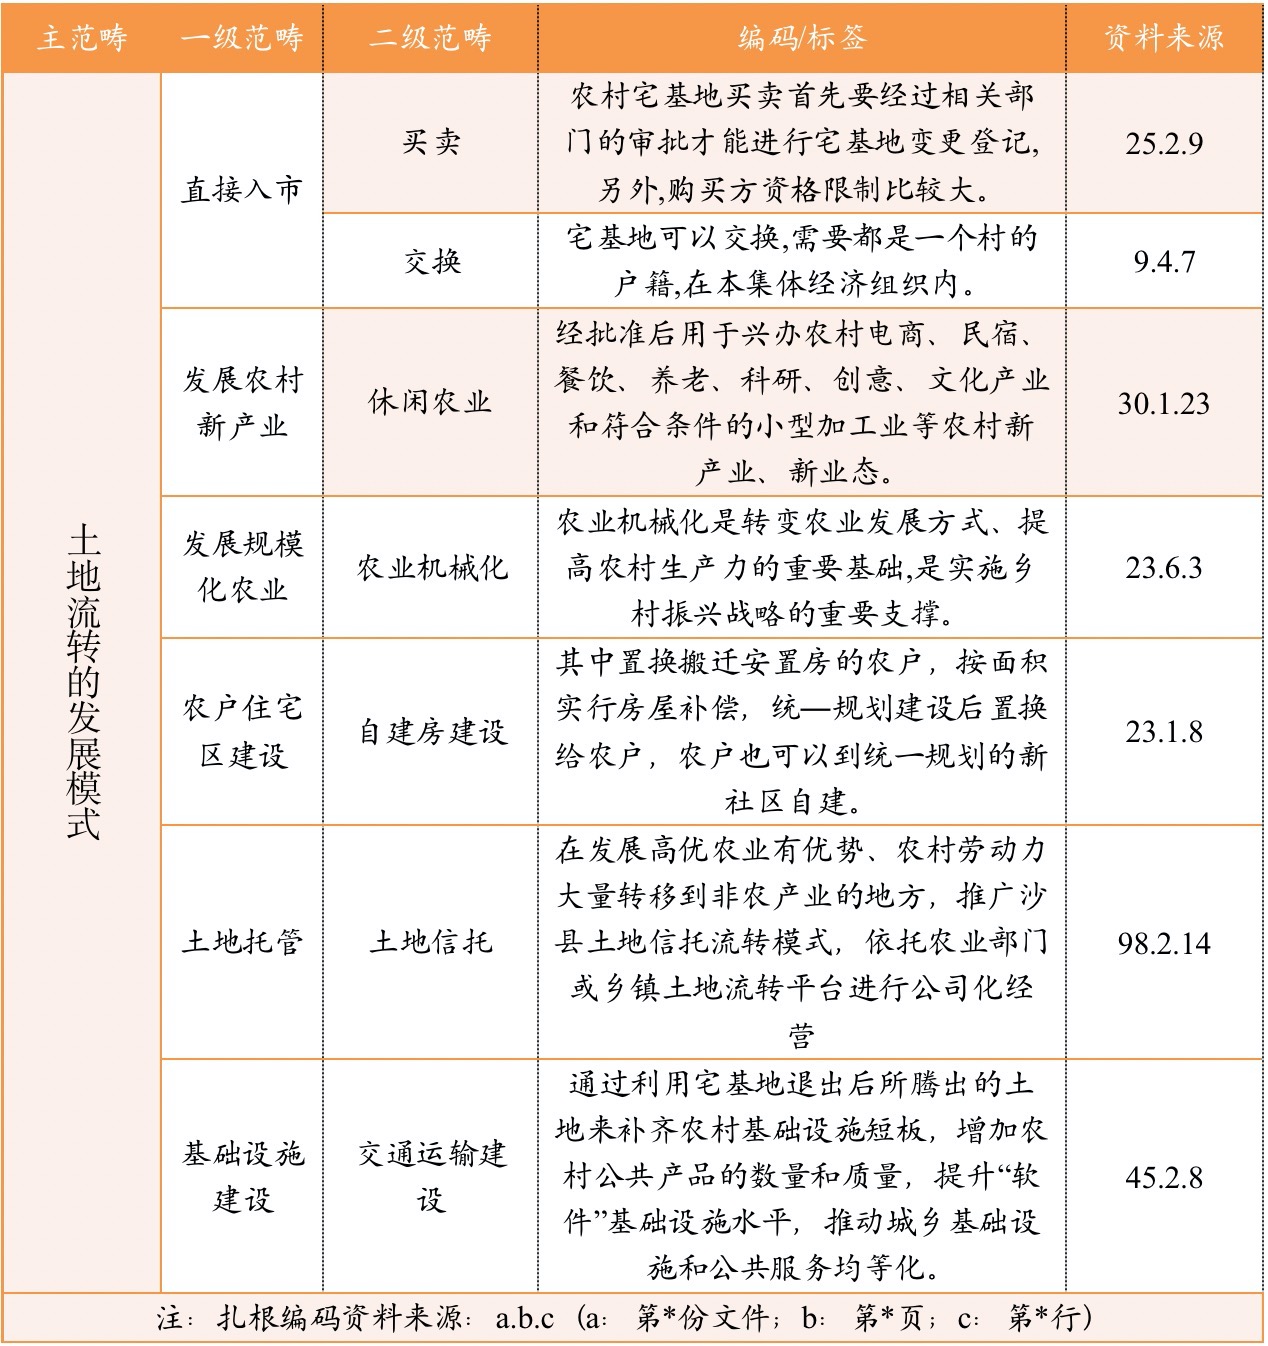 主范畴 一级范畴 二级范畴 编码/标签 资料来源
土地流转的发展模式
直接入市
买卖
农村宅基地买卖首先要经过相关部
门的审批才能进行宅基地变更登记,
另外,购买方资格限制比较大。
25.2.9
交换
宅基地可以交换,需要都是一个村的
户籍,在本集体经济组织内。
9.4.7
发展农村
新产业
休闲农业
经批准后用于兴办农村电商、民宿、
餐饮、养老、科研、创意、文化产业
和符合条件的小型加工业等农村新
产业、新业态。
30.1.23
发展规模
化农业
农业机械化
农业机械化是转变农业发展方式、提
高农村生产力的重要基础,是实施乡
村振兴战略的重要支撑。
23.6.3
农户住宅
区建设
自建房建设
其中置换搬迁安置房的农户，按面积
实行房屋补偿，统—规划建设后置换
给农户，农户也可以到统一规划的新
社区自建。
23.1.8
土地托管
土地信托
在发展高优农业有优势、农村劳动力
大量转移到非农产业的地方，推广沙
县土地信托流转模式，依托农业部门
或乡镇土地流转平台进行公司化经
营
98.2.14
基础设施
建设
交通运输建
设
通过利用宅基地退出后所腾出的土
地来补齐农村基础设施短板，增加农
村公共产品的数量和质量，提升“软
件”基础设施水平，推动城乡基础设
施和公共服务均等化。
45.2.8
注：扎根编码资料来源：a.b.c（a：第*份文件；b：第*页；c：第*行）